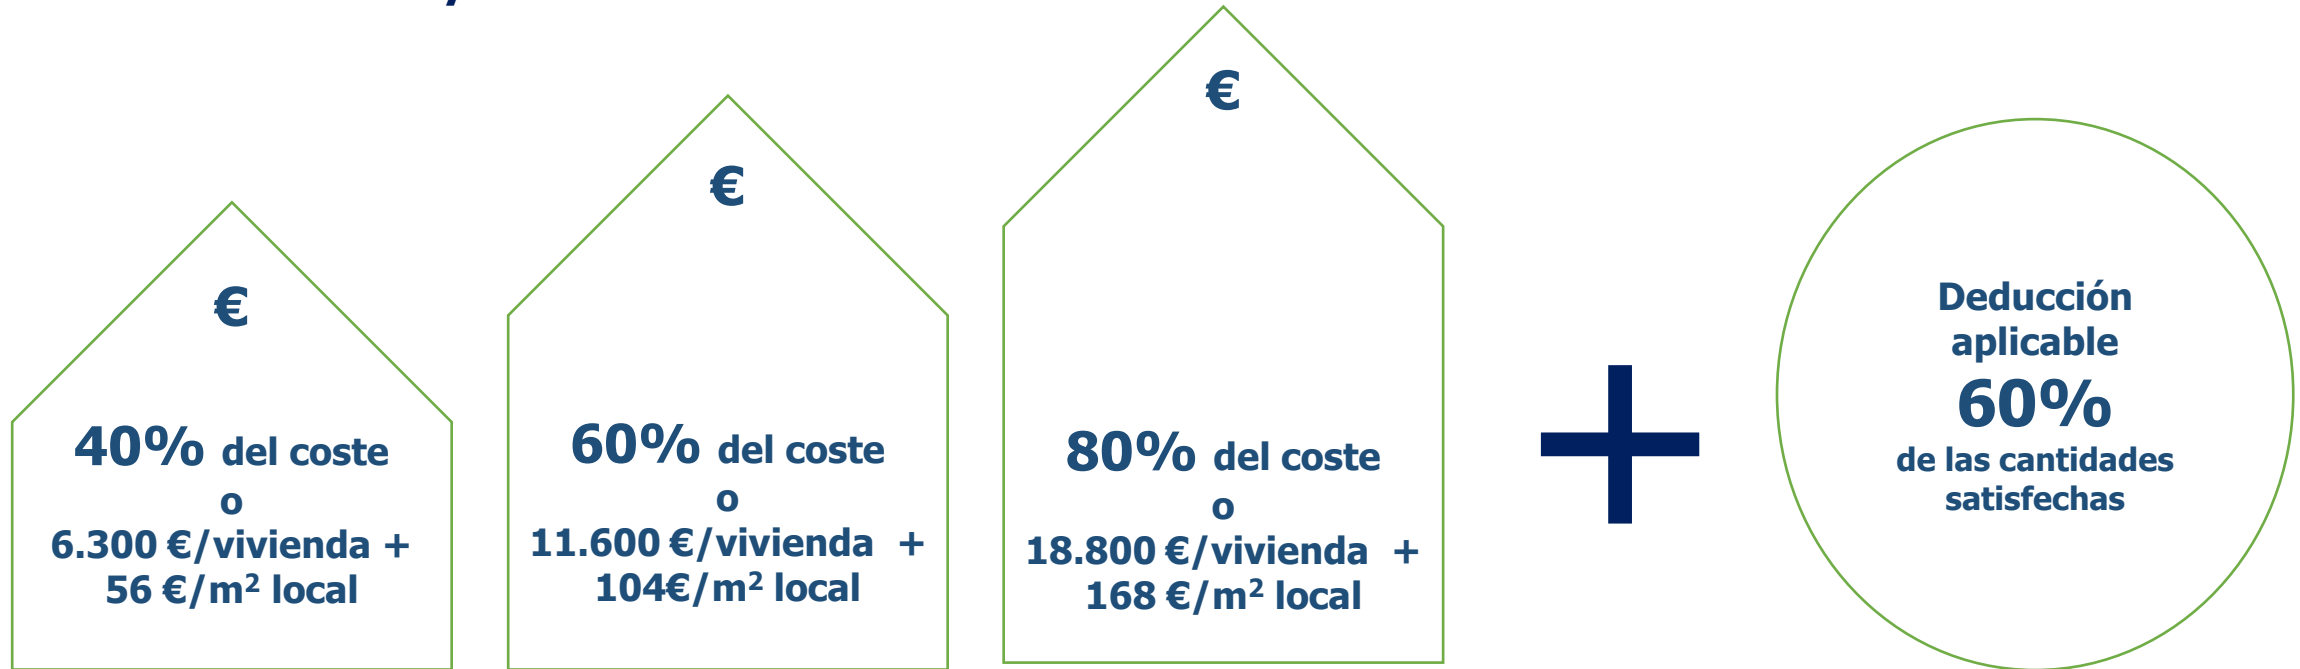 €
40% del coste
o
6.300 €/vivienda +
56 €/m² local
€
60% del coste
o
11.600 €/vivienda +
104€/m² local
€
80% del coste
o
18.800 €/vivienda +
168 €/m² local
+
Deducción
aplicable
60%
de las cantidades
satisfechas